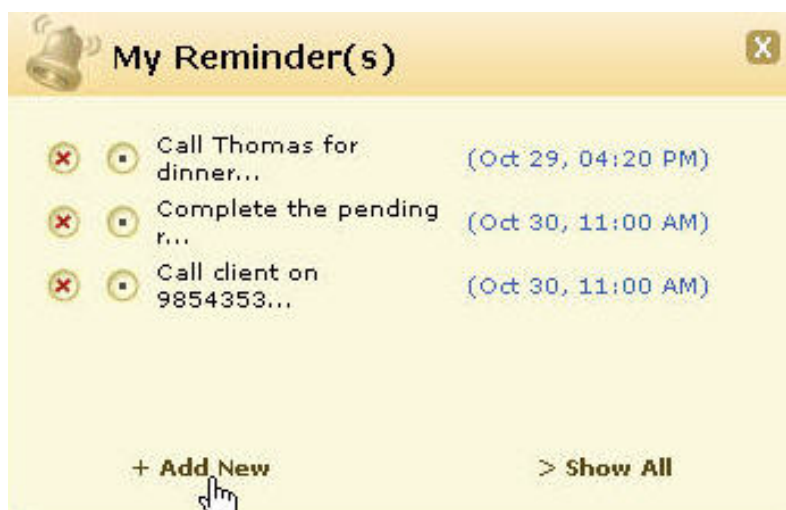 My Reminder(s)
X
Call Thomas for
dinner...
(Oct 29, 04:20 PM)
Complete the pending
r...
(Oct 30, 11:00 AM)
Call client on
9854353...
(Oct 30, 11:00 AM)
+ Add New
> Show All